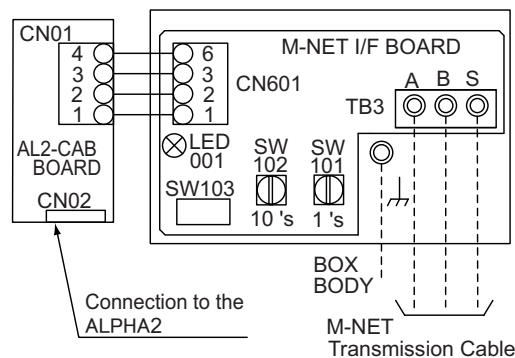 CN01
4
3
2
1
AL2-CAB
BOARD
CN02
Connection to the
ALPHA2
6
3
2
1
CN601
M-NET I/F BOARD
A B S
TB3
LED
001
SW103
SW
102
10 's
SW
101
1 's
BOX
BODY
M-NET
Transmission Cable